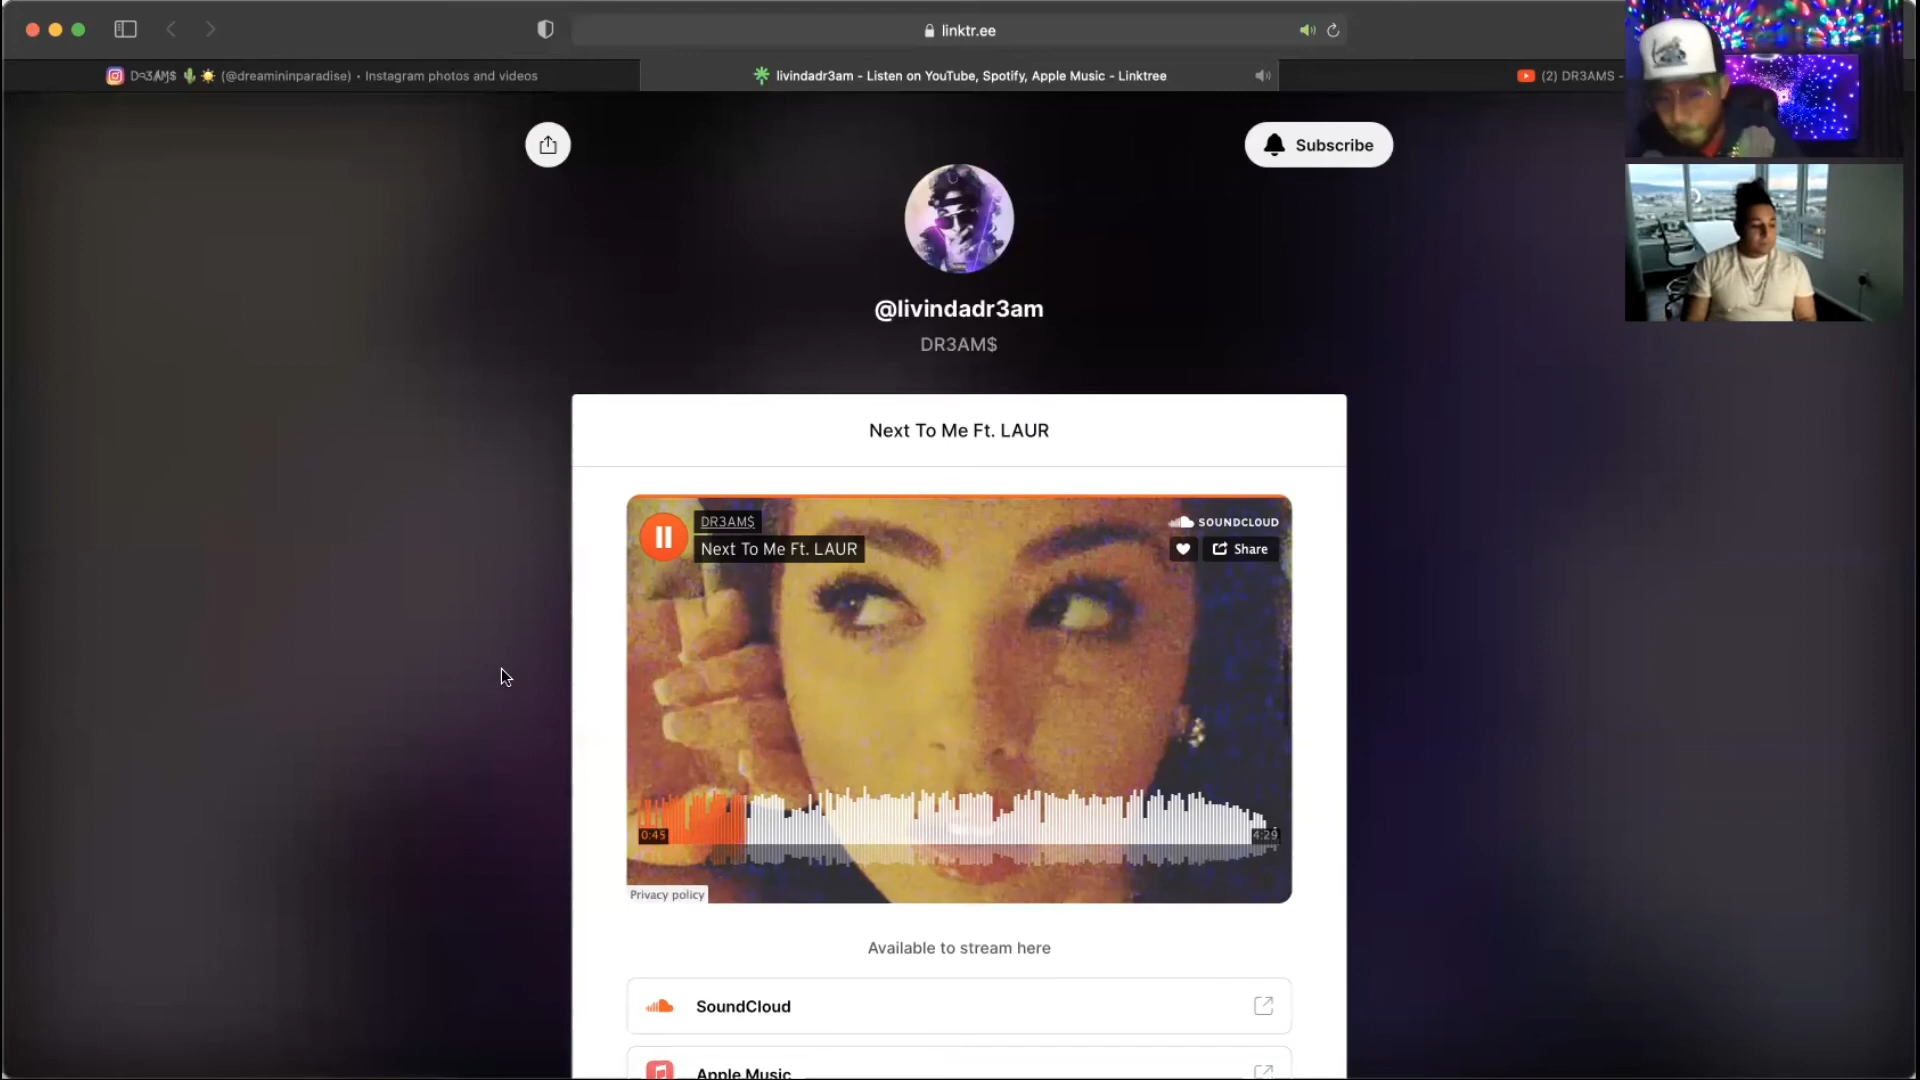 linktr.ee
(@dreamininparadise) • Instagram photos and videos
livindadr3am - Listen on YouTube, Spotify, Apple Music - Linktree
(2) DR3AMS -
Subscribe
@livindadr3am
DR3AM$
Next To Me Ft. LAUR
DR3AM$
SOUNDCLOUD
Next To Me Ft. LAUR
Share
0:45
4:29
Privacy policy
Available to stream here
SoundCloud
Apple Music